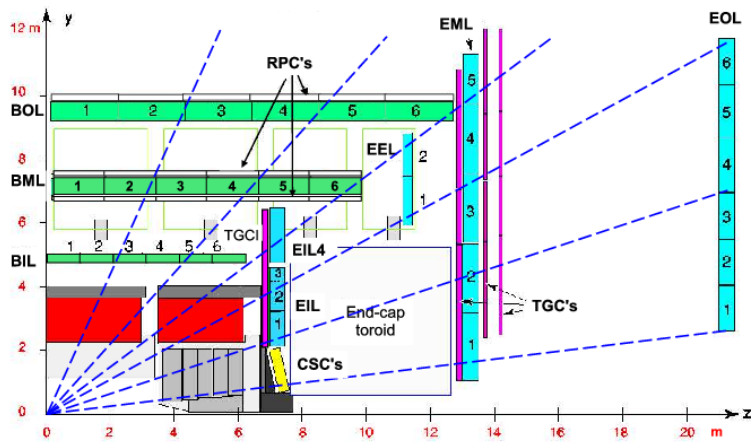 y
12 m
EOL
EML
6
RPC's
5
5
10
BOL
1 2 3 4 5 6
4
EEL
2
4
8
BML
1 2 3 4 5 6
1
3
6
TGCI
3
1 2 3 4 5 6
BIL
EIL4
2
4
3
2
EIL
2
TGC's
End-cap
toroid
1
1
1
2
CSC's
0
z
0 2 4 6 8 10 12 14 16 18 20 m